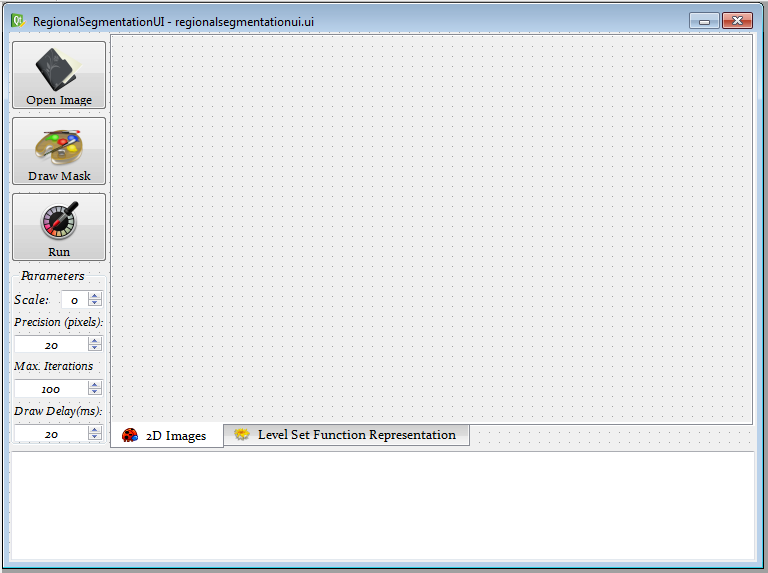 RegionalSegmentationUI - regionalsegmentationui.ui
Open Image
Draw Mask
Run
Parameters
Scale: 0
Precision (pixels):
20
Max. Iterations
100
Draw Delay(ms):
20
2D Images
Level Set Function Representation